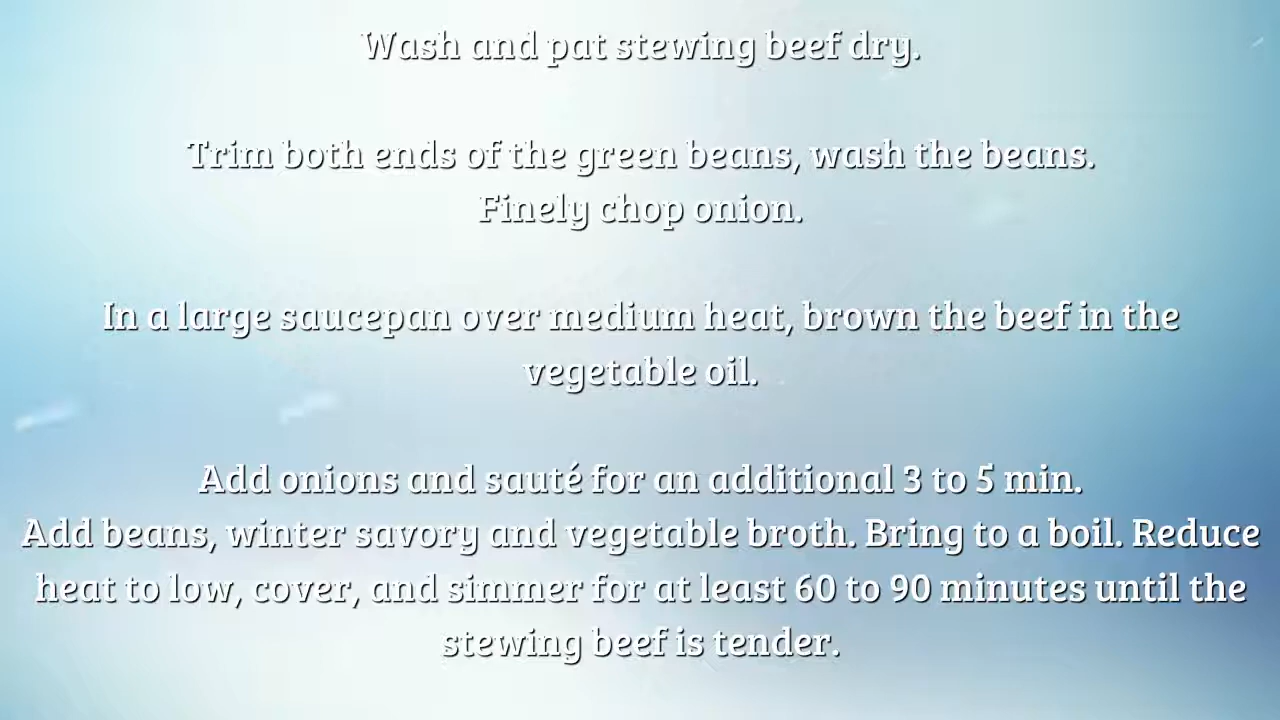 Wash and pat stewing beef dry.
Trim both ends of the green beans, wash the beans.
Finely chop onion.
In a large saucepan over medium heat, brown the beef in the
vegetable oil.
Add onions and sauté for an additional 3 to 5 min.
Add beans, winter savory and vegetable broth. Bring to a boil. Reduce
heat to low, cover, and simmer for at least 60 to 90 minutes until the
stewing beef is tender.